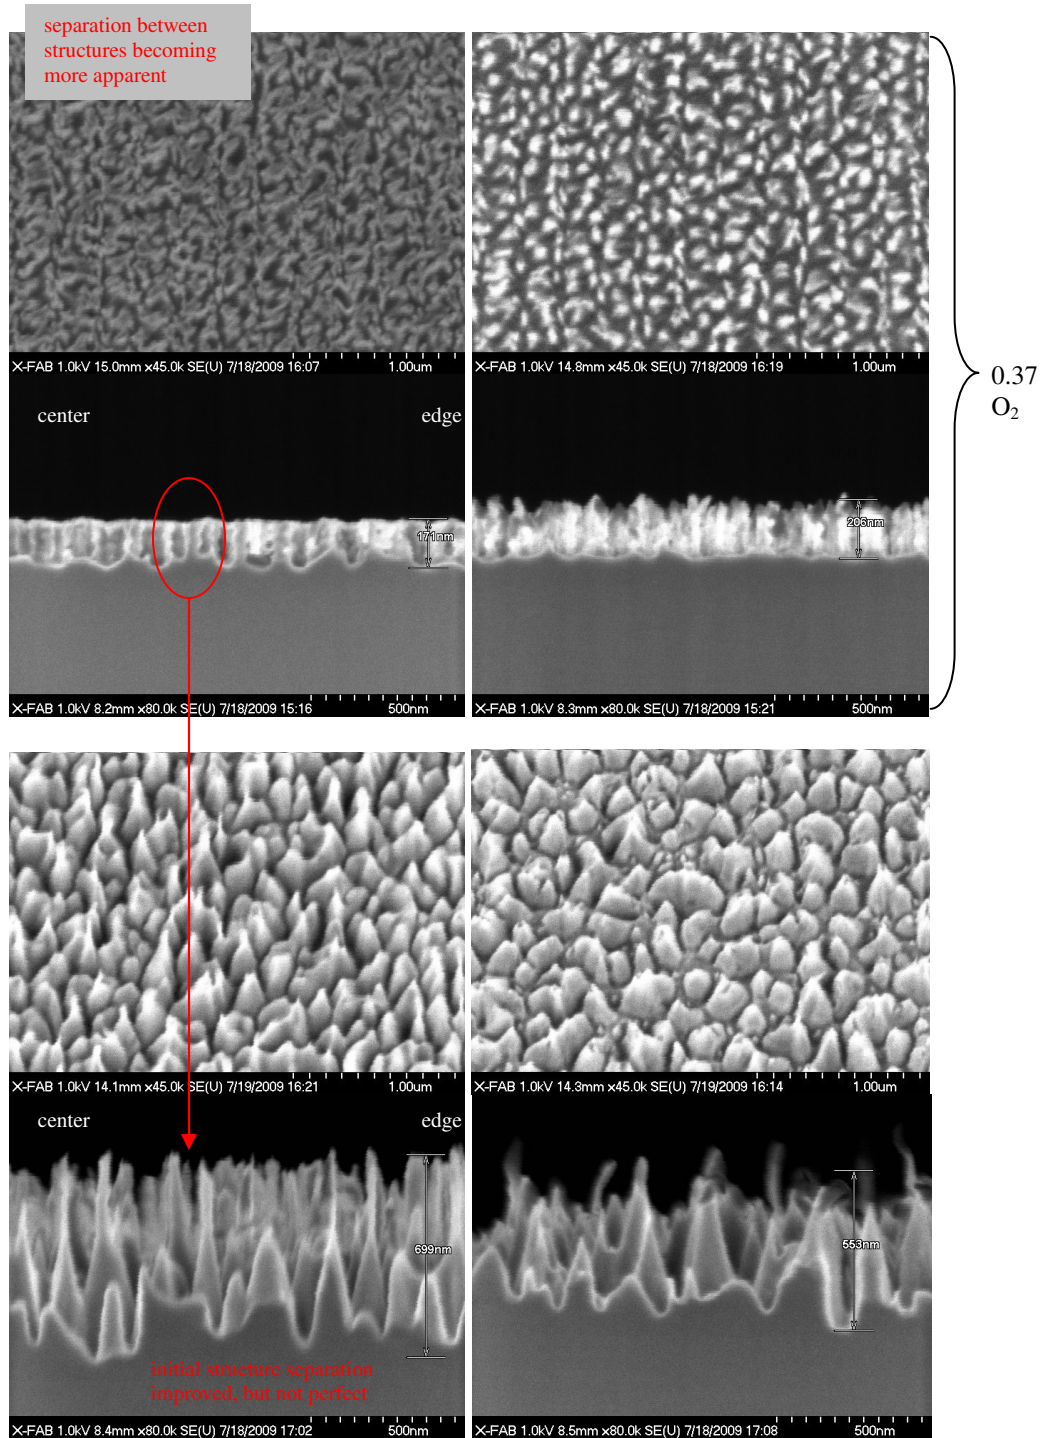 separation between
structures becoming
more apparent
X-FAB 1.0kV 15.0mm x45.0k SE(U) 7/18/2009 16:07 1.00um
X-FAB 1.0kV 14.8mm x45.0k SE(U) 7/18/2009 16:19 1.00um
0.37
O₂
center edge
171nm
206nm
X-FAB 1.0kV 8.2mm x80.0k SE(U) 7/18/2009 15:16 500nm
X-FAB 1.0kV 8.3mm x80.0k SE(U) 7/18/2009 15:21 500nm
X-FAB 1.0kV 14.1mm x45.0k SE(U) 7/19/2009 16:21 1.00um
X-FAB 1.0kV 14.3mm x45.0k SE(U) 7/19/2009 16:14 1.00um
center edge
699nm
553nm
initial structure separation
improved, but not perfect
X-FAB 1.0kV 8.4mm x80.0k SE(U) 7/18/2009 17:02 500nm
X-FAB 1.0kV 8.5mm x80.0k SE(U) 7/18/2009 17:08 500nm